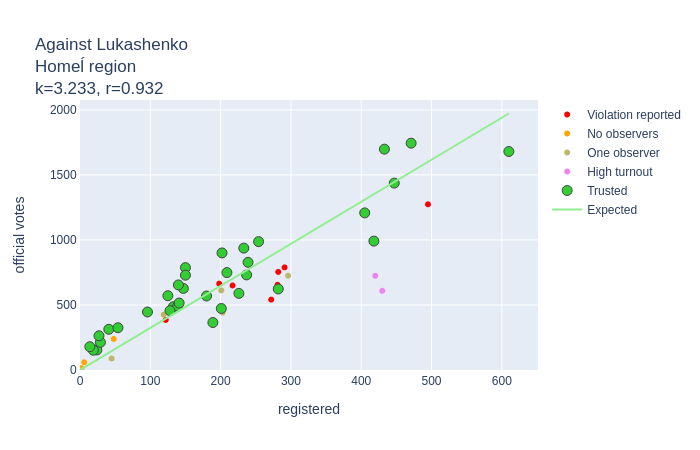 Against Lukashenko
Homeĺ region
k=3.233, r=0.932
2000
1500
1000
500
0
official votes
0 100 200 300 400 500 600
registered
Violation reported
No observers
One observer
High turnout
Trusted
Expected